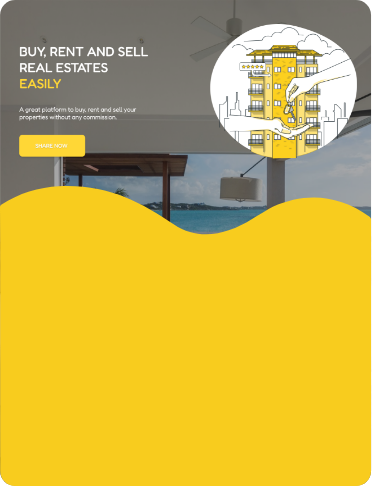 BUY, RENT AND SELL
REAL ESTATES
EASILY
A great platform to buy, rent and sell your
properties without any commission.
SHARE NOW